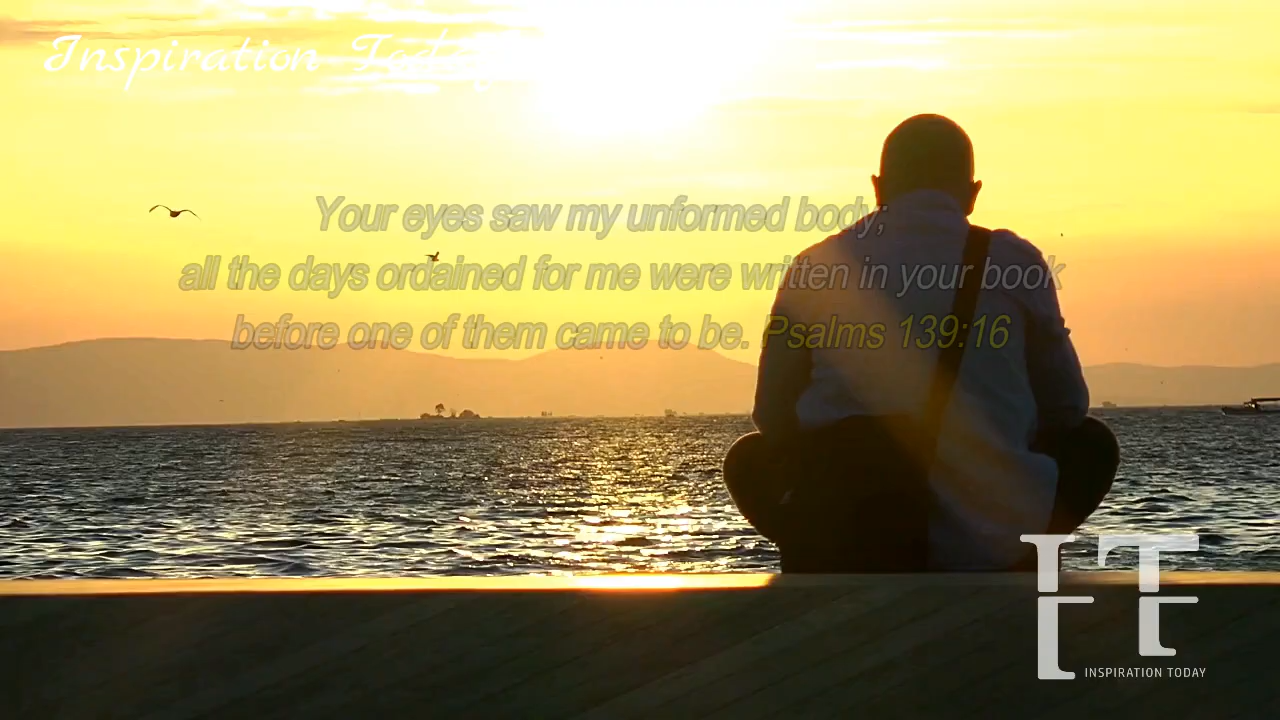 Inspiration Today
Your eyes saw my unformed body;
all the days ordained for me were written in your book
before one of them came to be. Psalms 139:16
INSPIRATION TODAY